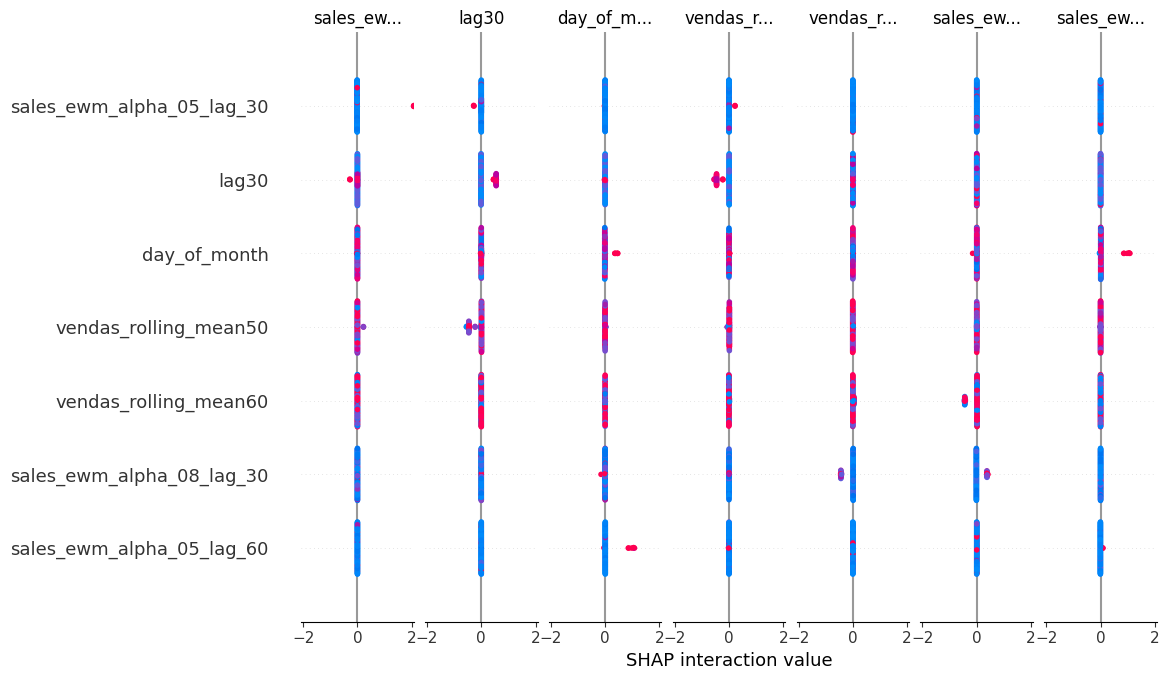 sales_ew... lag30 day_of_m... vendas_r... vendas_r... sales_ew... sales_ew...
sales_ewm_alpha_05_lag_30
lag30
day_of_month
vendas_rolling_mean50
vendas_rolling_mean60
sales_ewm_alpha_08_lag_30
sales_ewm_alpha_05_lag_60
−2 0 2 −2 0 2 −2 0 2 −2 0 2 −2 0 2 −2 0 2 −2 0 2
SHAP interaction value